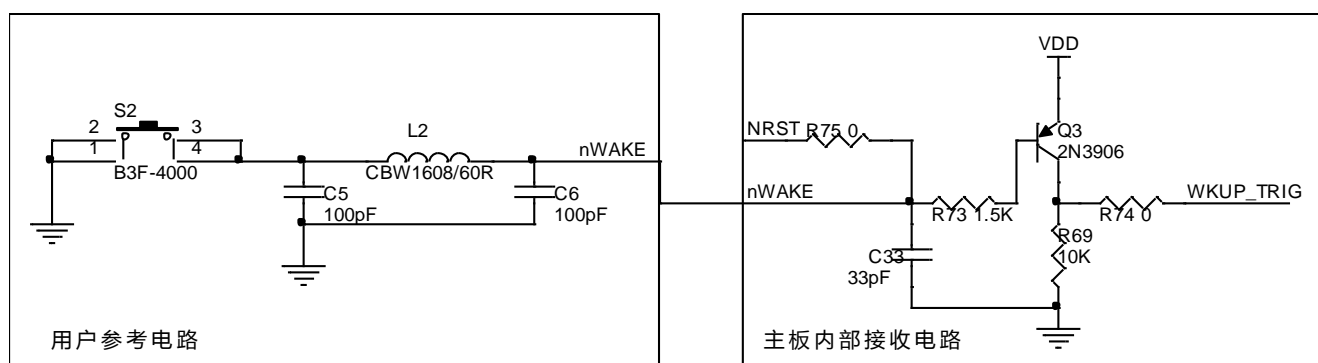 VDD
S2
2
3
1
4
B3F-4000
L2
CBW1608/60R
nWAKE
C5
100pF
C6
100pF
NRST
R75 0
Q3
2N3906
nWAKE
R73 1.5K
R74 0
WKUP_TRIG
C33
33pF
R69
10K
用户参考电路
主板内部接收电路